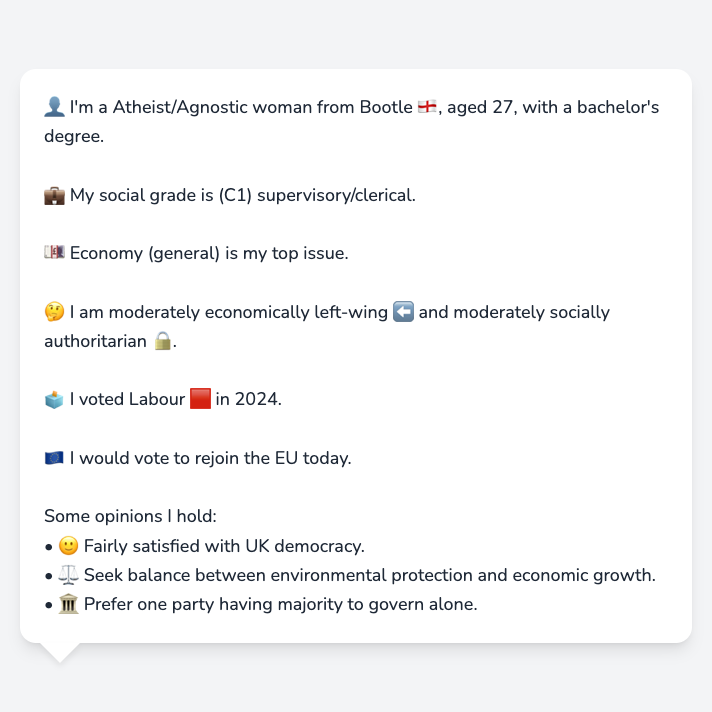 👤 I'm a Atheist/Agnostic woman from Bootle 🏴󠁧󠁢󠁥󠁮󠁧󠁿, aged 27, with a bachelor's
degree.
💼 My social grade is (C1) supervisory/clerical.
💷 Economy (general) is my top issue.
🤔 I am moderately economically left-wing ⬅️ and moderately socially
authoritarian 🔒.
🗳️ I voted Labour 🟥 in 2024.
🇪🇺 I would vote to rejoin the EU today.
Some opinions I hold:
• 🙂 Fairly satisfied with UK democracy.
• ⚖️ Seek balance between environmental protection and economic growth.
• 🏛️ Prefer one party having majority to govern alone.